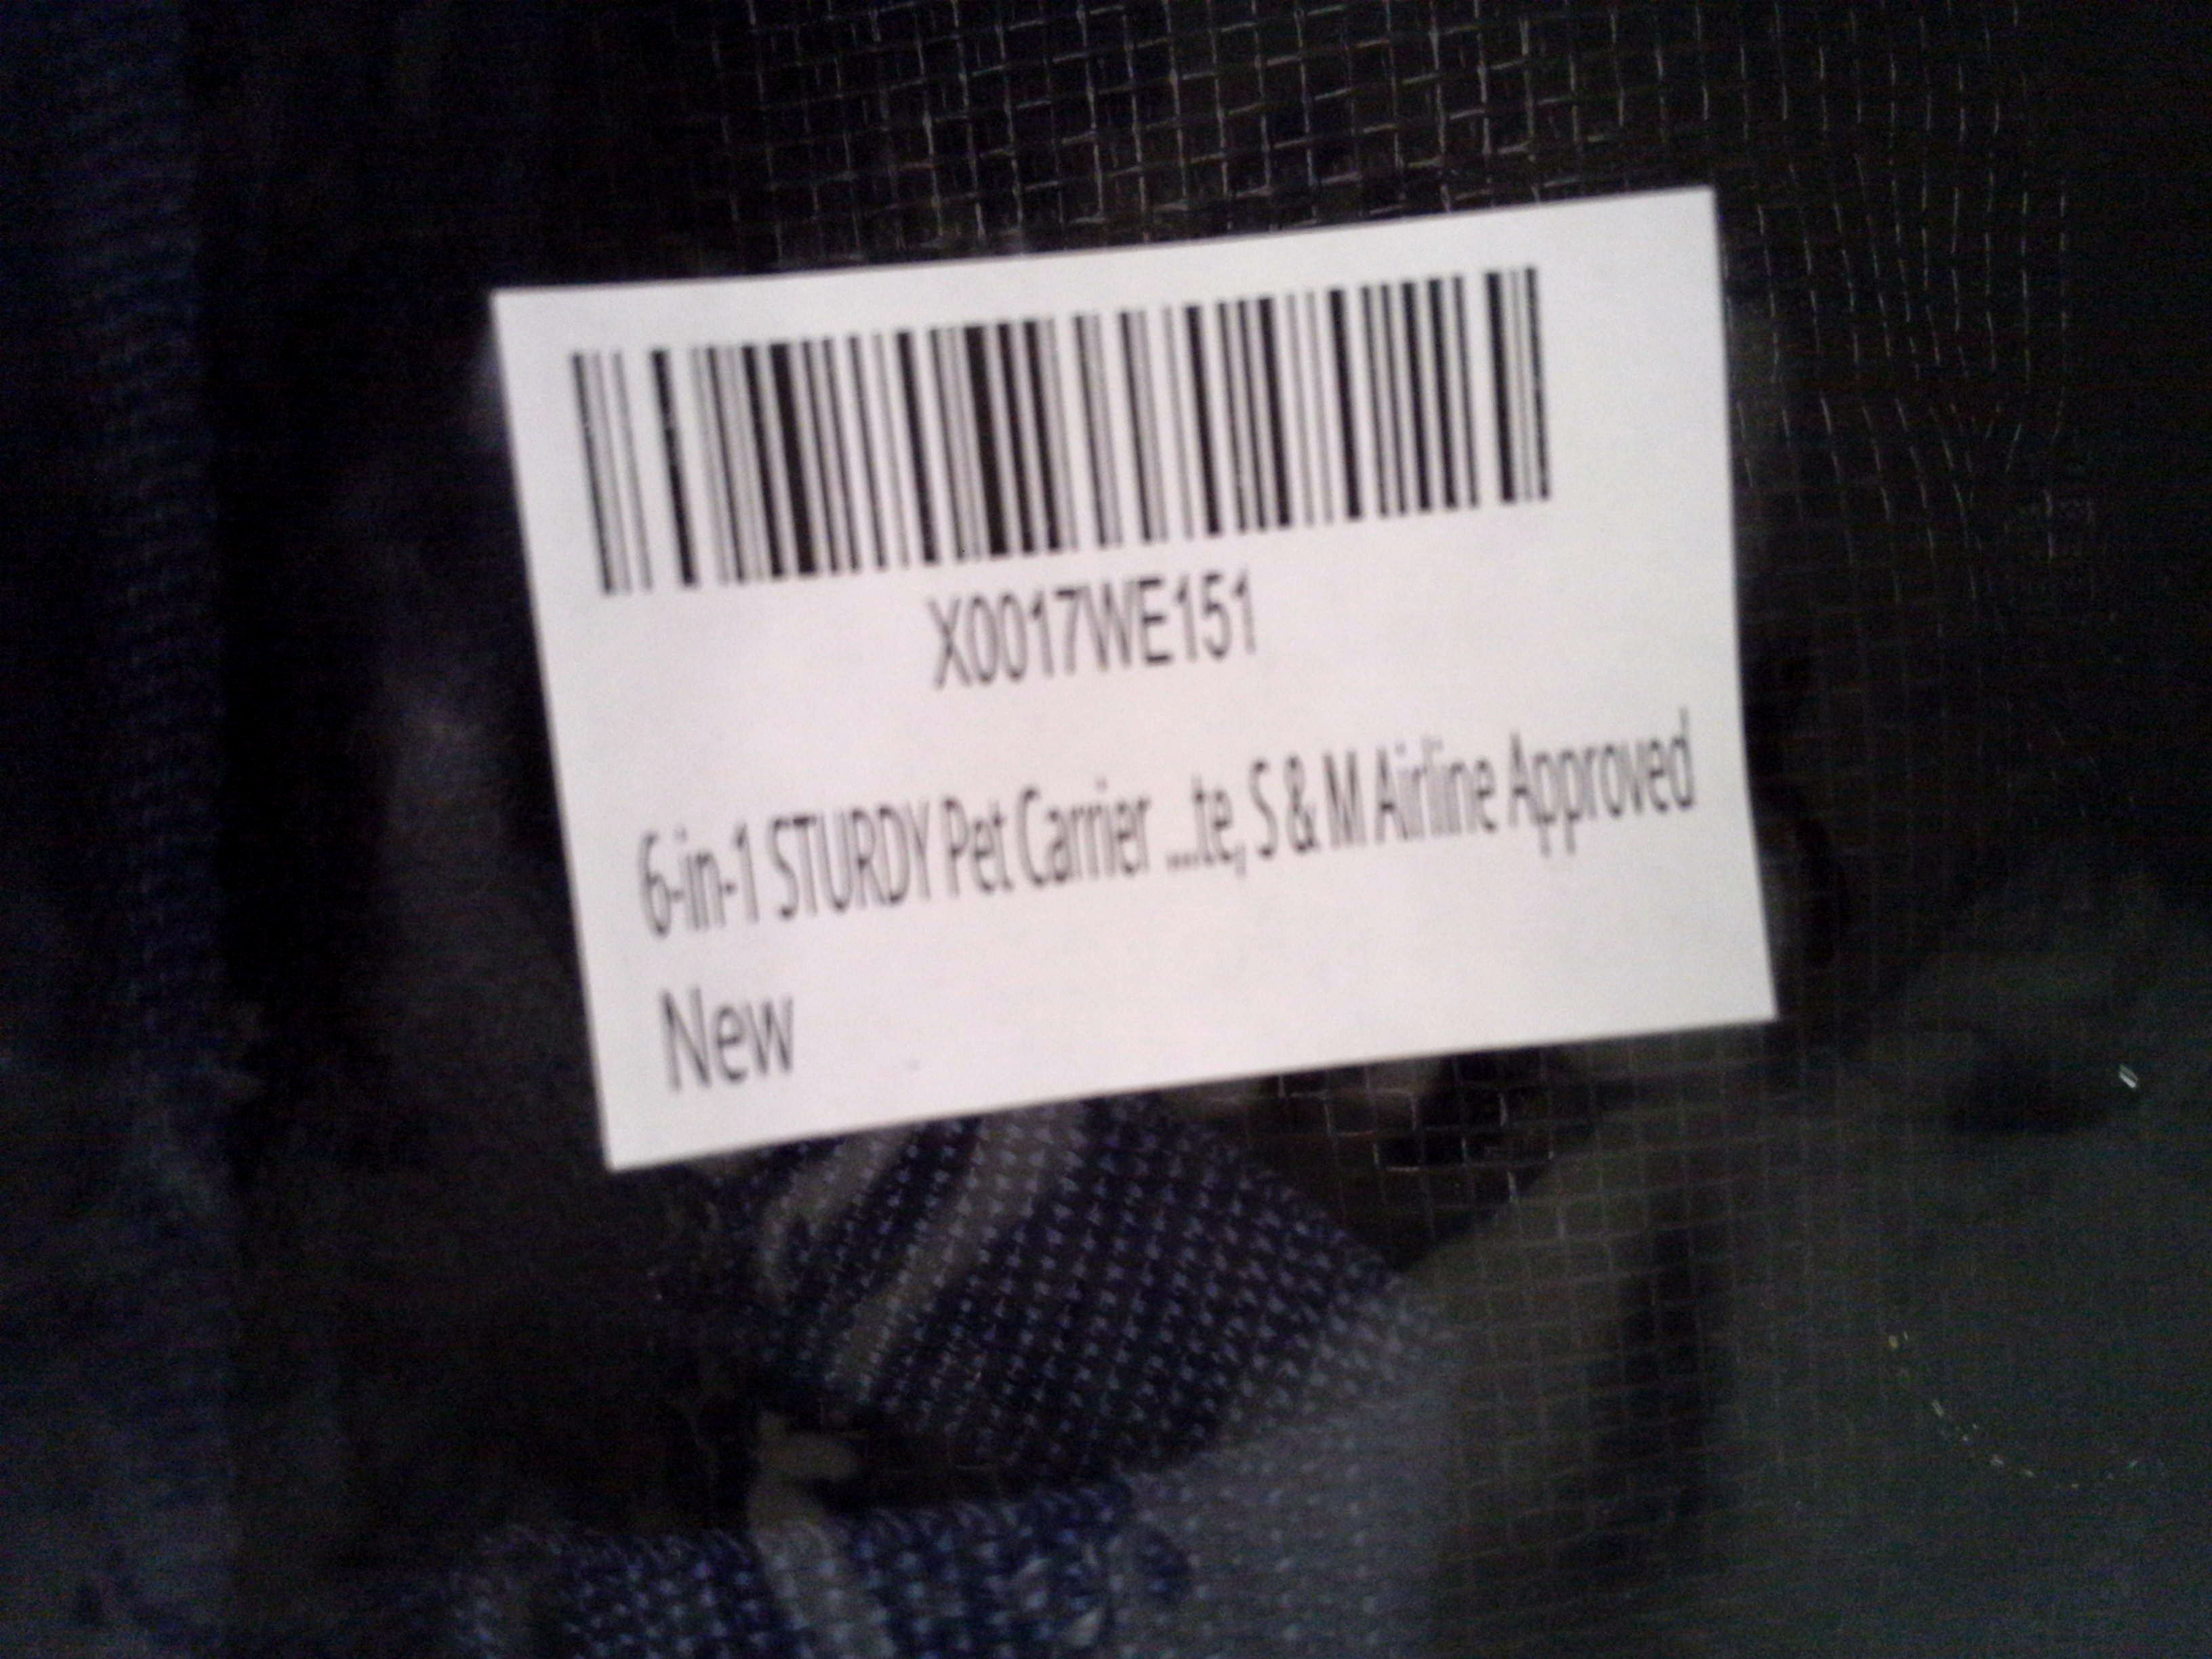 X0017WE151
6-in-1 STURDY Pet Carrier ...te, S & M Airline Approved
New